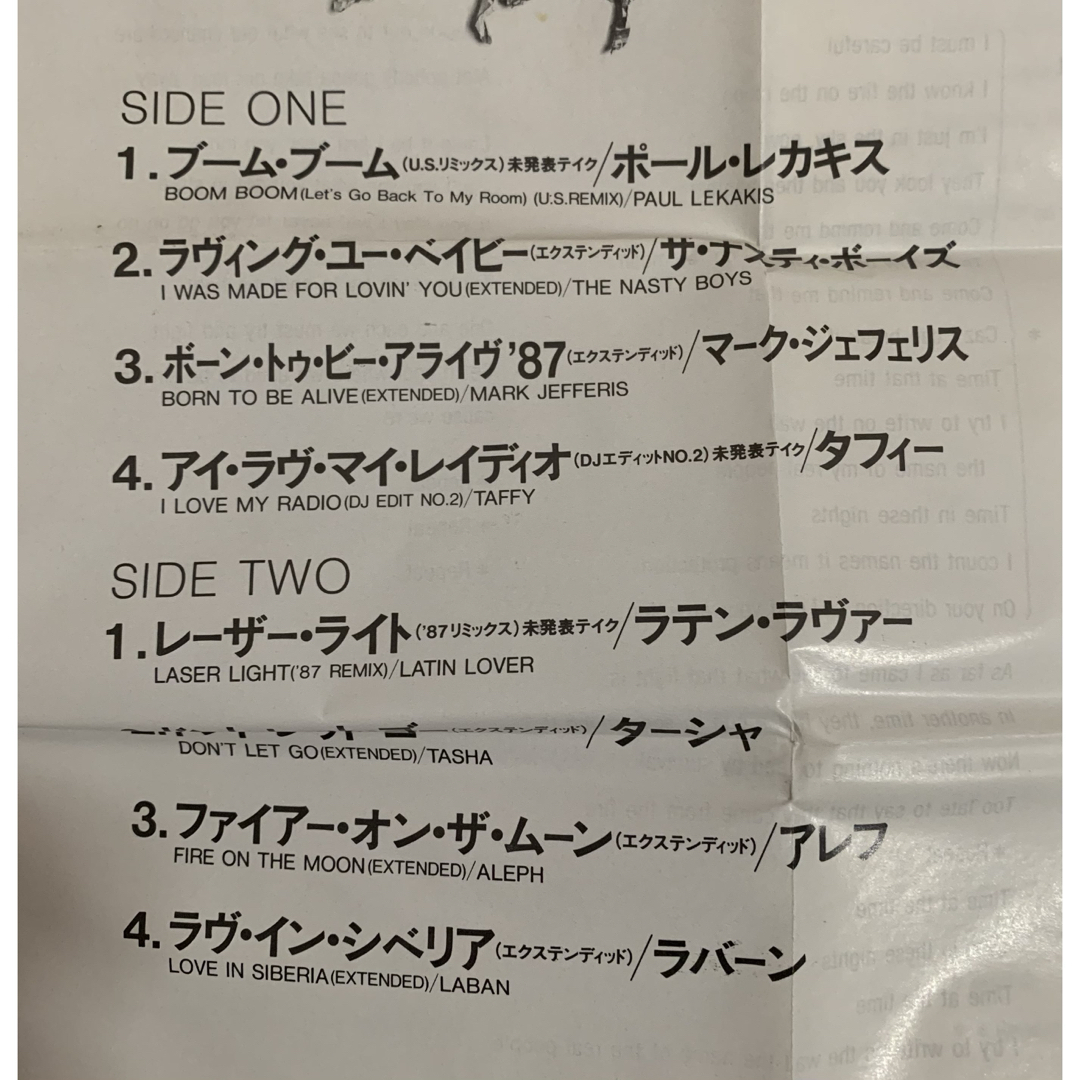 SIDE ONE
1.ブーム・ブーム(U.S.リミックス)未発表テイク/ポール・レカキス
BOOM BOOM(Let's Go Back To My Room) (U.S.REMIX)/PAUL LEKAKIS
2.ラヴィング・ユー・ベイビー(エクステンディッド)/ザ・ナスティ・ボーイズ
I WAS MADE FOR LOVIN' YOU(EXTENDED)/THE NASTY BOYS
3.ボーン・トゥ・ビー・アライヴ'87(エクステンディッド)/マーク・ジェフェリス
BORN TO BE ALIVE(EXTENDED)/MARK JEFFERIS
4.アイ・ラヴ・マイ・レイディオ(DJエディットNO.2)未発表テイク/タフィー
I LOVE MY RADIO(DJ EDIT NO.2)/TAFFY
SIDE TWO
1.レーザー・ライト('87リミックス)未発表テイク/ラテン・ラヴァー
LASER LIGHT('87 REMIX)/LATIN LOVER
(エクステンディッド)/ターシャ
DON'T LET GO(EXTENDED)/TASHA
3.ファイアー・オン・ザ・ムーン(エクステンディッド)/アレフ
FIRE ON THE MOON(EXTENDED)/ALEPH
4.ラヴ・イン・シベリア(エクステンディッド)/ラバーン
LOVE IN SIBERIA(EXTENDED)/LABAN